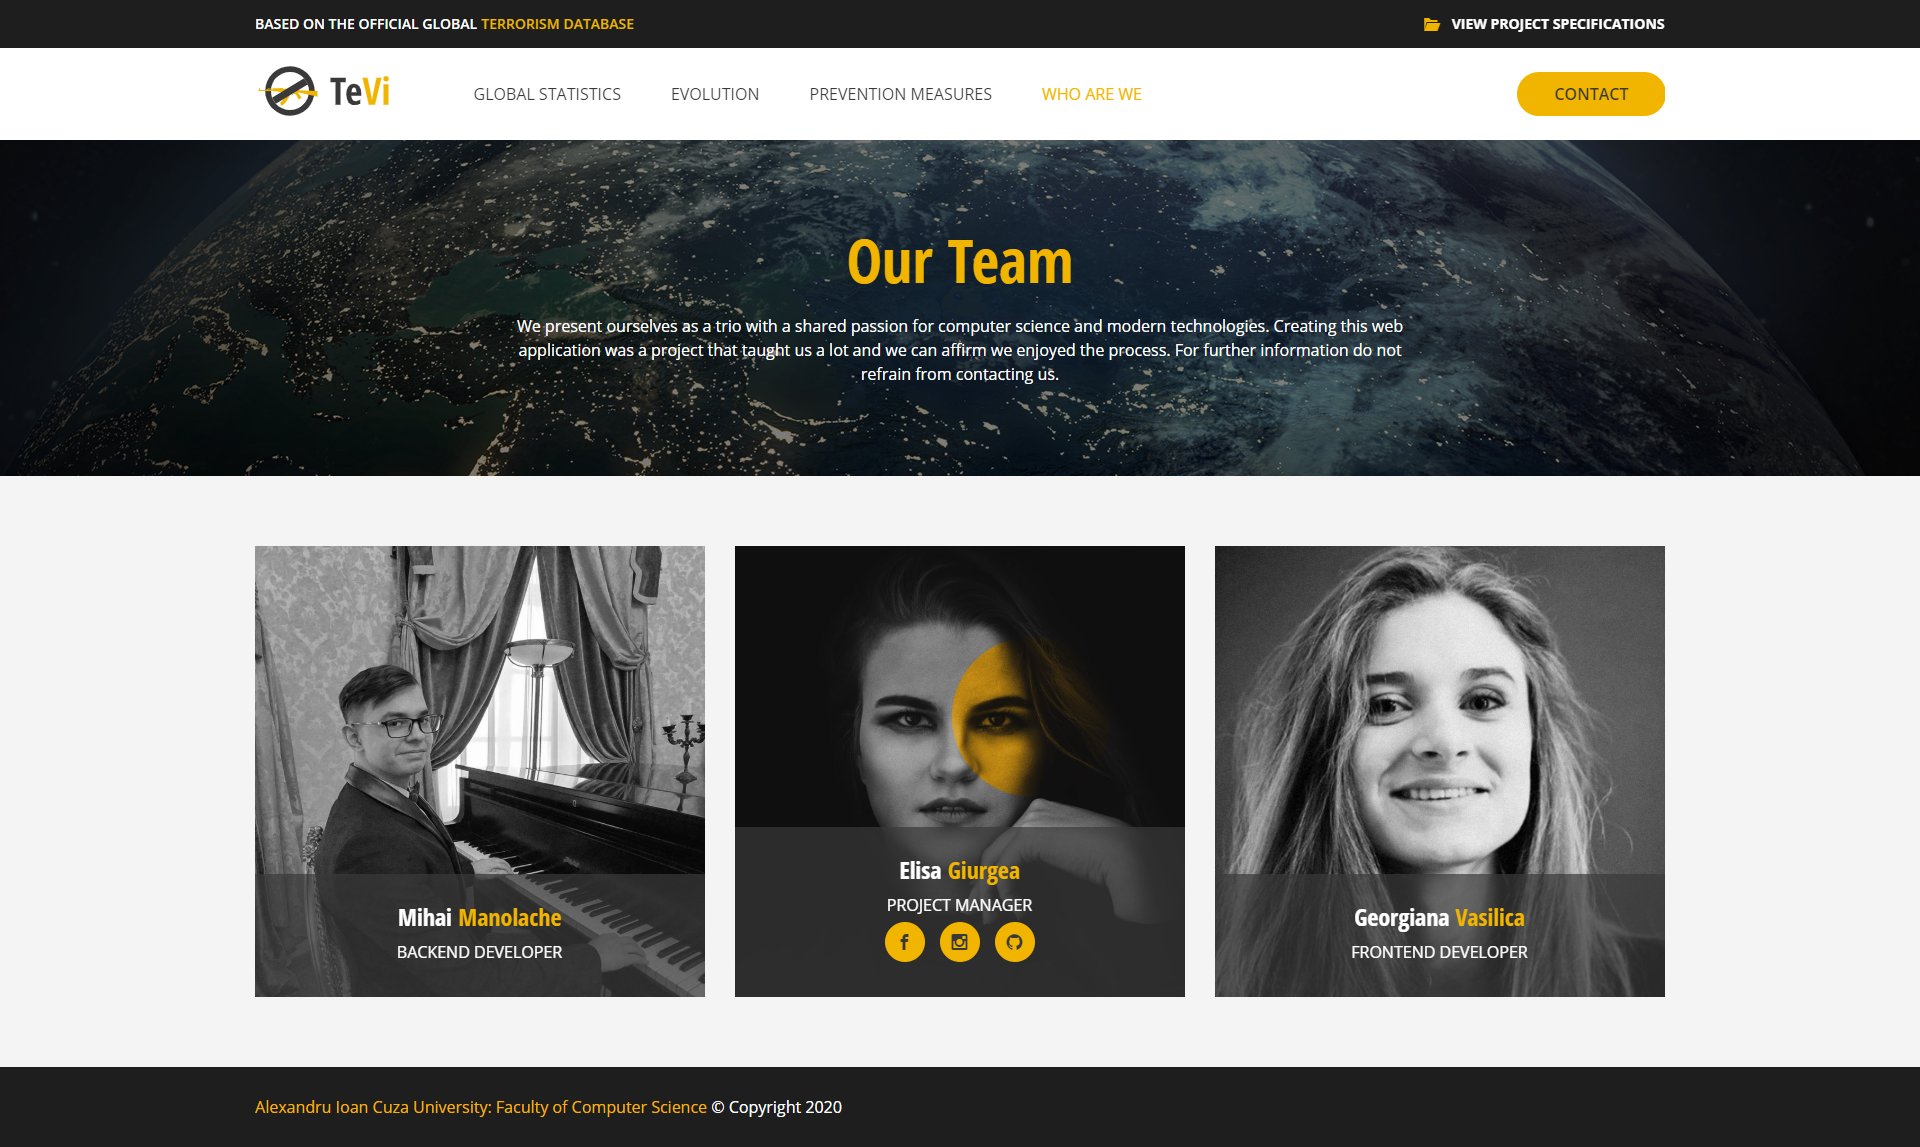 BASED ON THE OFFICIAL GLOBAL TERRORISM DATABASE
VIEW PROJECT SPECIFICATIONS
TeVi
GLOBAL STATISTICS
EVOLUTION
PREVENTION MEASURES
WHO ARE WE
CONTACT
Our Team
We present ourselves as a trio with a shared passion for computer science and modern technologies. Creating this web
application was a project that taught us a lot and we can affirm we enjoyed the process. For further information do not
refrain from contacting us.
Mihai Manolache
BACKEND DEVELOPER
Elisa Giurgea
PROJECT MANAGER
Georgiana Vasilica
FRONTEND DEVELOPER
Alexandru Ioan Cuza University: Faculty of Computer Science © Copyright 2020